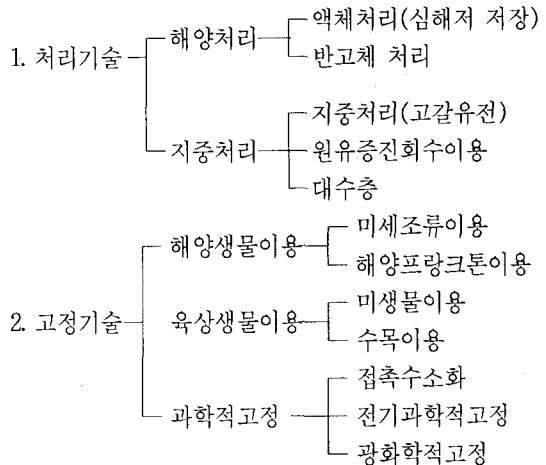 액체처리(심해저 저장)
해양처리
반고체 처리
1. 처리기술
지중처리(고갈유전)
지중처리
원유증진회수이용
대수층
미세조류이용
해양생물이용
해양프랑크톤이용
미생물이용
2. 고정기술
육상생물이용
수목이용
접촉수소화
과학적고정
전기과학적고정
광화학적고정